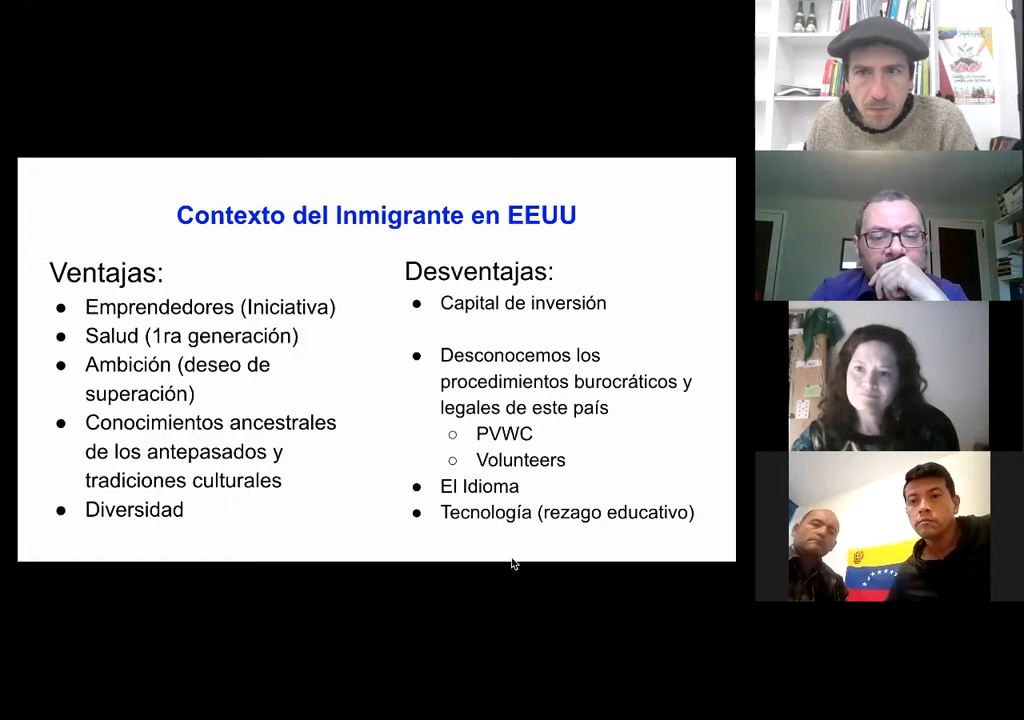 Contexto del Inmigrante en EEUU
Ventajas:
● Emprendedores (Iniciativa)
● Salud (1ra generación)
● Ambición (deseo de
superación)
● Conocimientos ancestrales
de los antepasados y
tradiciones culturales
● Diversidad
Desventajas:
● Capital de inversión
● Desconocemos los
procedimientos burocráticos y
legales de este país
○ PVWC
○ Volunteers
● El Idioma
● Tecnología (rezago educativo)